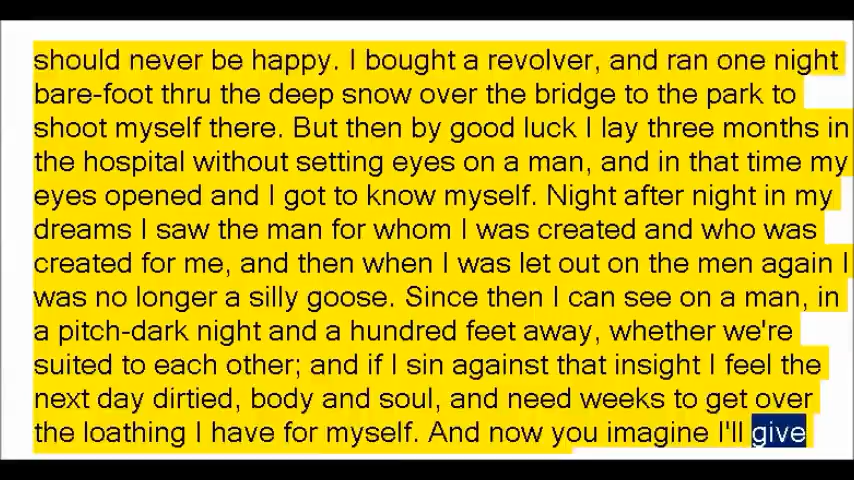 should never be happy. I bought a revolver, and ran one night
bare-foot thru the deep snow over the bridge to the park to
shoot myself there. But then by good luck I lay three months in
the hospital without setting eyes on a man, and in that time my
eyes opened and I got to know myself. Night after night in my
dreams I saw the man for whom I was created and who was
created for me, and then when I was let out on the men again I
was no longer a silly goose. Since then I can see on a man, in
a pitch-dark night and a hundred feet away, whether we're
suited to each other; and if I sin against that insight I feel the
next day dirtied, body and soul, and need weeks to get over
the loathing I have for myself. And now you imagine I'll give